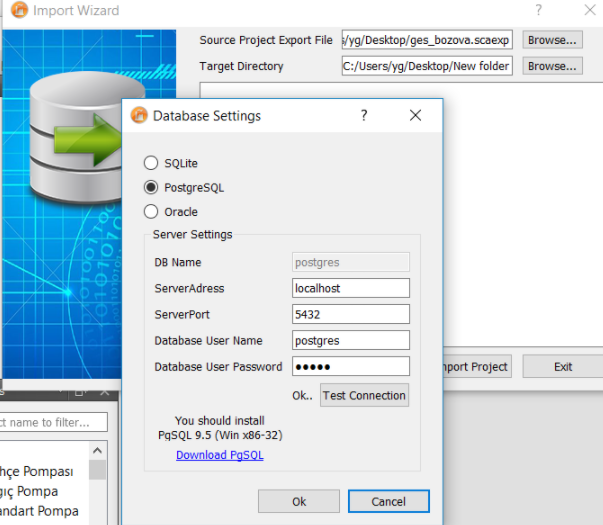 Import Wizard
Source Project Export File s/yg/Desktop/ges_bozova.scaexp Browse...
Target Directory C:/Users/yg/Desktop/New folder Browse...
Database Settings
SQLite
PostgreSQL
Oracle
Server Settings
DB Name postgres
ServerAdress localhost
ServerPort 5432
Database User Name postgres
Database User Password
Ok.. Test Connection
You should install
PgSQL 9.5 (Win x86-32)
Download PgSQL
Ok Cancel
port Project Exit
ct name to filter...
hçe Pompası
gıç Pompa
andart Pompa